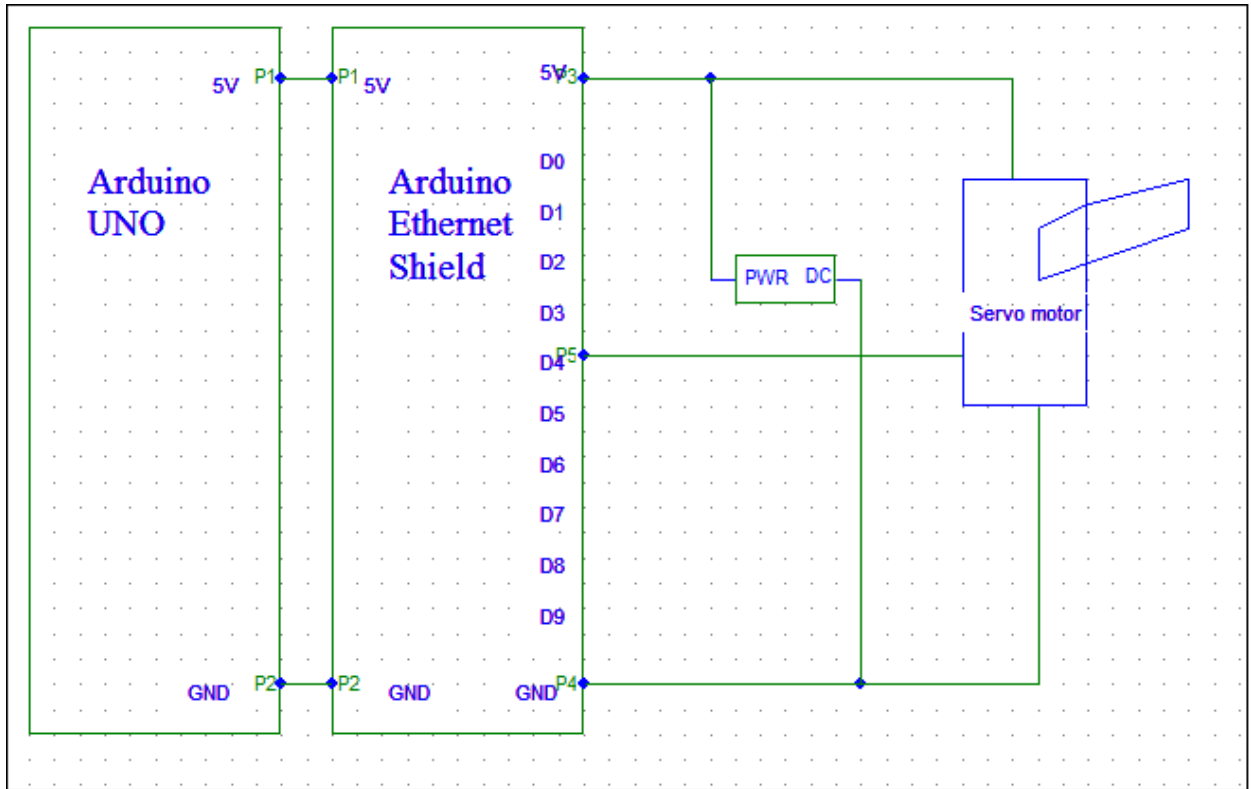 5V P1
P1 5V
5V P3
Arduino
UNO
Arduino
Ethernet
Shield
D0
D1
D2
D3
D4 P5
D5
D6
D7
D8
D9
PWR DC
Servo motor
GND P2
P2 GND
GND P4